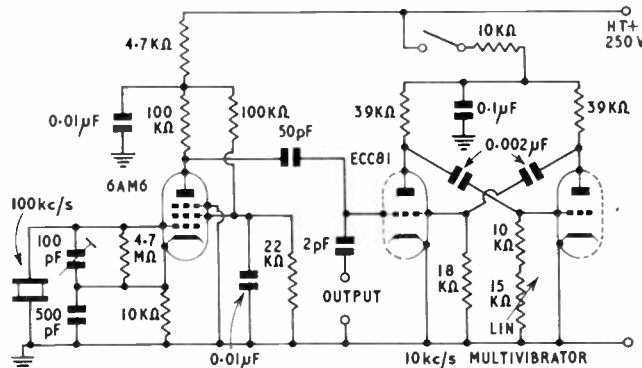 4·7KΩ
10KΩ
HT+
250V
0·01µF
100
KΩ
100KΩ
39KΩ
0·1µF
39KΩ
50pF
ECC81
0·002µF
6AM6
100kc/s
100
pF
4·7
MΩ
22
KΩ
2pF
10
KΩ
18
KΩ
15
KΩ
500
pF
10KΩ
OUTPUT
LIN
0·01µF
10kc/s MULTIVIBRATOR